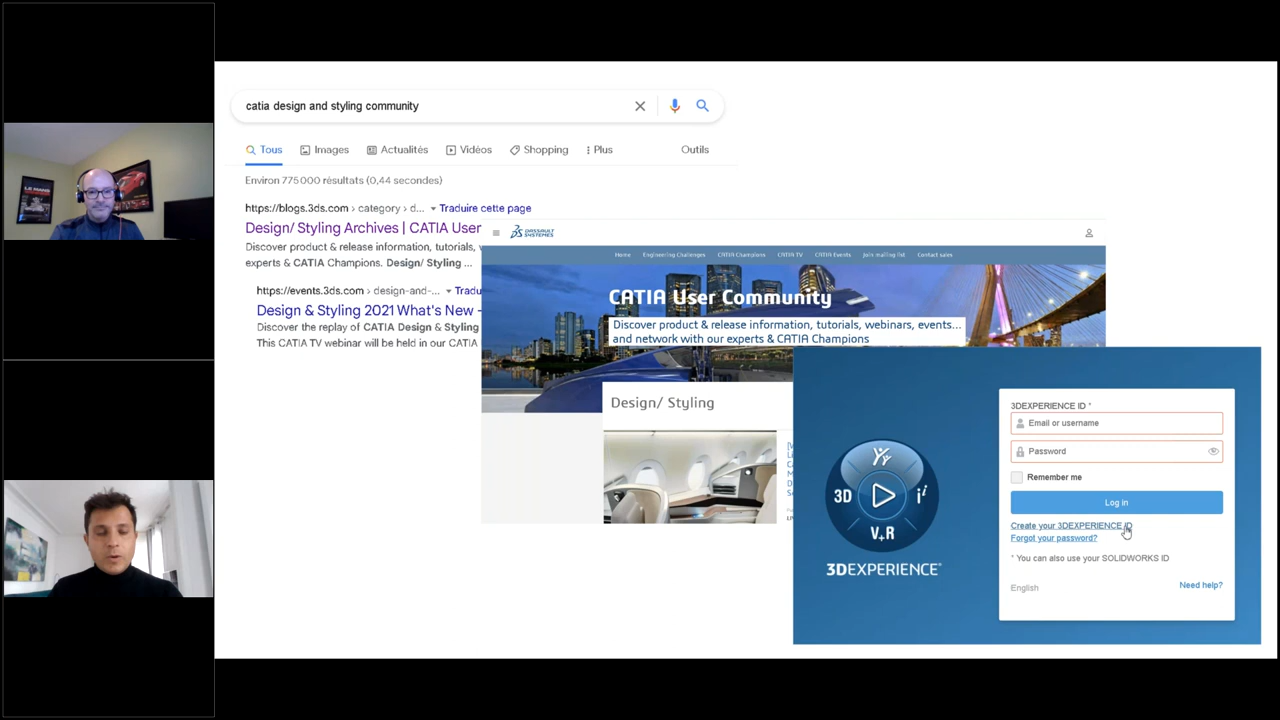 LE MANS
catia design and styling community
Tous
Images
Actualités
Vidéos
Shopping
Plus
Outils
Environ 775 000 résultats (0,44 secondes)
https://blogs.3ds.com › category › d... Traduire cette page
Design/ Styling Archives | CATIA User
Discover product & release information, tutorials,
experts & CATIA Champions. Design/ Styling ...
https://events.3ds.com › design-and-... Tradu
Design & Styling 2021 What's New -
Discover the replay of CATIA Design & Styling
This CATIA TV webinar will be held in our CATIA
DASSAULT
SYSTEMES
Home
Engineering Challenges
CATIA Champions
CATIA TV
CATIA Events
Join mailing list
Contact sales
CATIA User Community
Discover product & release information, tutorials, webinars, events...
and network with our experts & CATIA Champions
Design/ Styling
3D
V+R
3DEXPERIENCE
3DEXPERIENCE ID *
Email or username
Password
Remember me
Log in
Create your 3DEXPERIENCE ID
Forgot your password?
* You can also use your SOLIDWORKS ID
English
Need help?